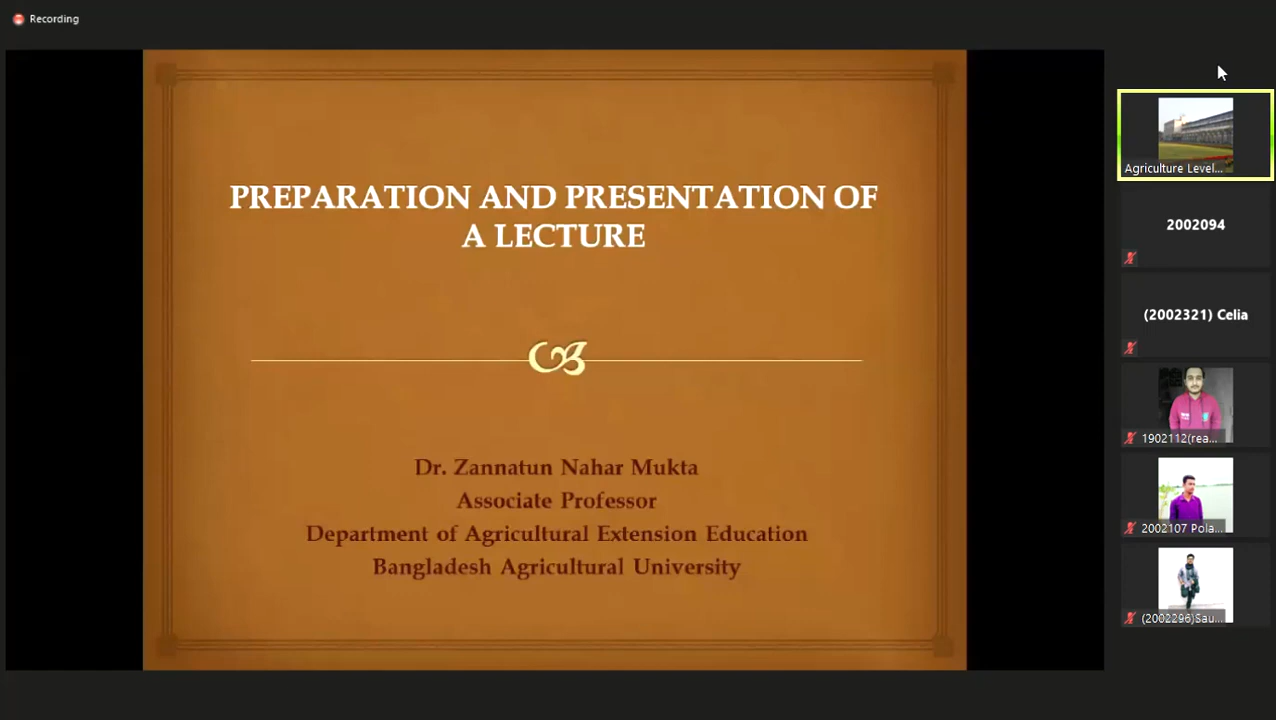 Recording
PREPARATION AND PRESENTATION OF
A LECTURE
Dr. Zannatun Nahar Mukta
Associate Professor
Department of Agricultural Extension Education
Bangladesh Agricultural University
Agriculture Level...
2002094
(2002321) Celia
1902112(rea...
2002107 Pola...
(2002296)Sau...